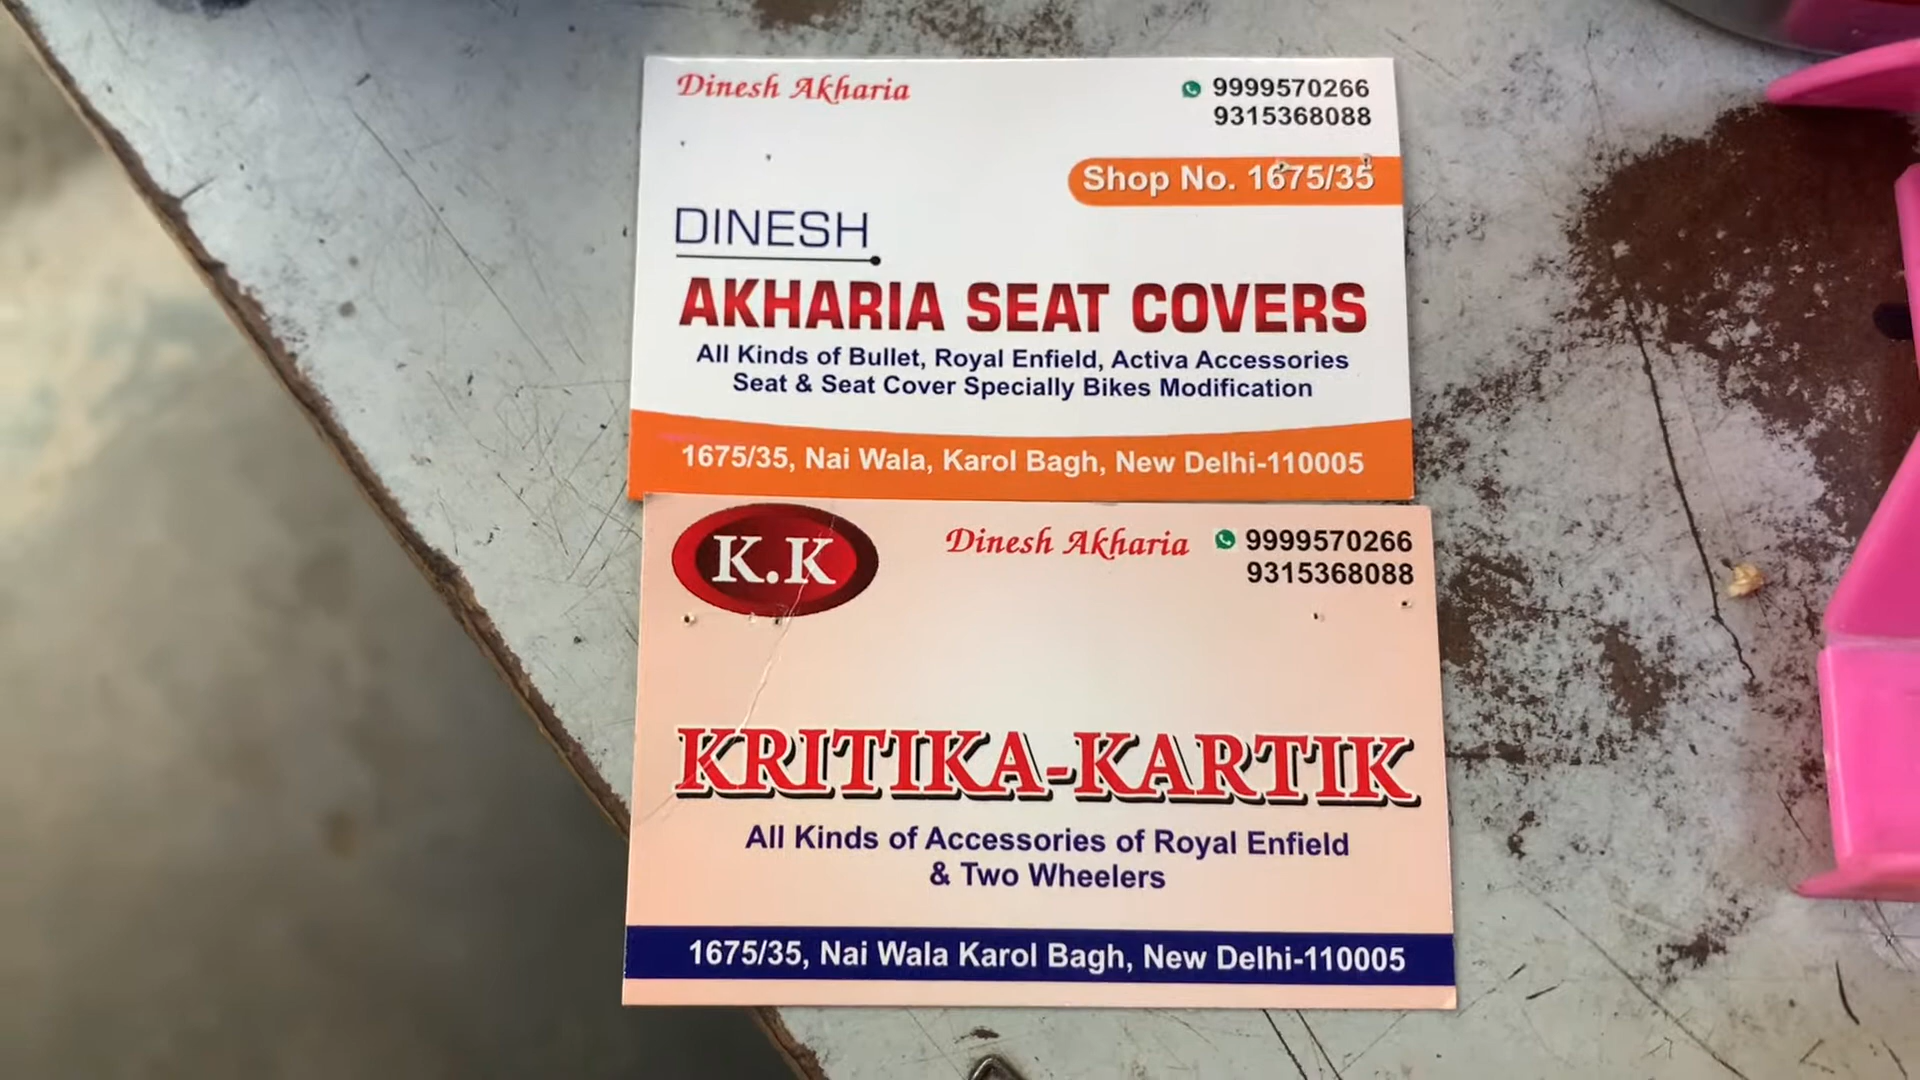 Dinesh Akharia
9999570266
9315368088
Shop No. 1675/35
DINESH
AKHARIA SEAT COVERS
All Kinds of Bullet, Royal Enfield, Activa Accessories
Seat & Seat Cover Specially Bikes Modification
1675/35, Nai Wala, Karol Bagh, New Delhi-110005
K.K
Dinesh Akharia
9999570266
9315368088
KRITIKA-KARTIK
All Kinds of Accessories of Royal Enfield
& Two Wheelers
1675/35, Nai Wala Karol Bagh, New Delhi-110005